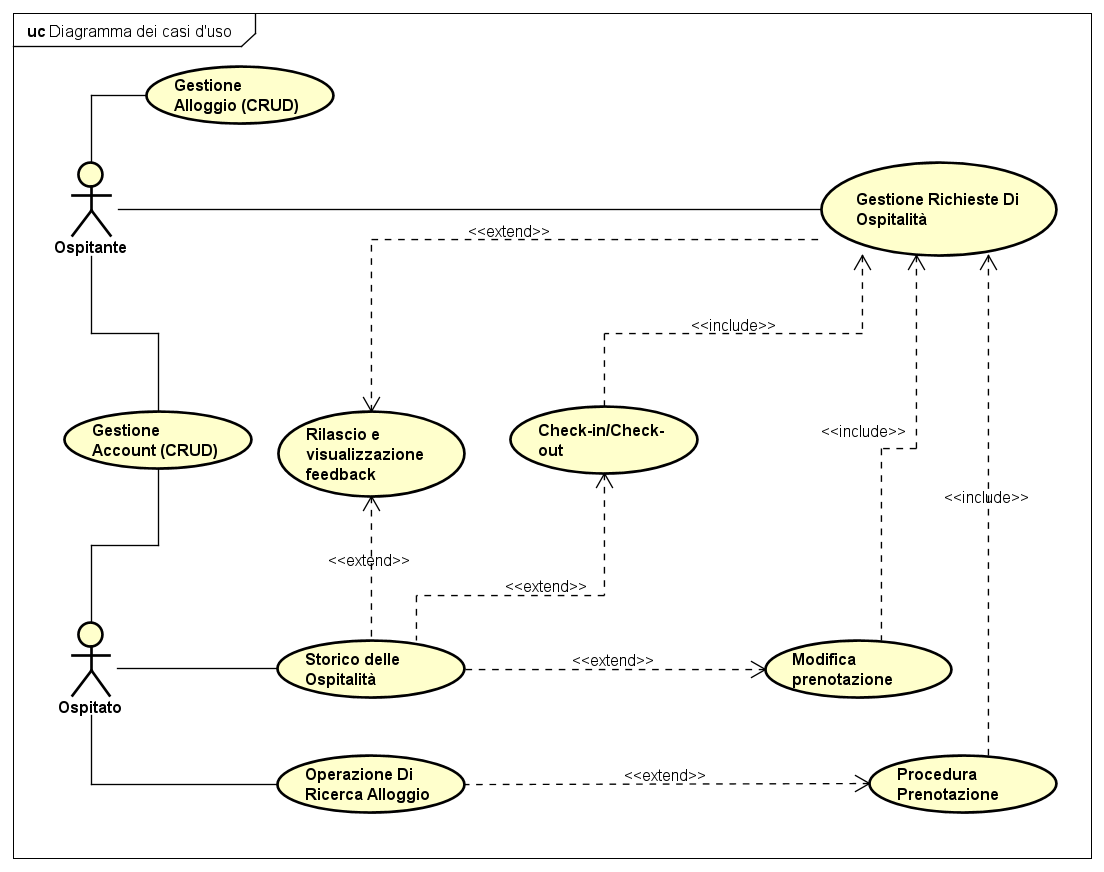 uc Diagramma dei casi d'uso
Gestione
Alloggio (CRUD)
Ospitante
Gestione Richieste Di
Ospitalità
<<extend>>
<<include>>
Gestione
Account (CRUD)
Rilascio e
visualizzazione
feedback
Check-in/Check-
out
<<include>>
<<include>>
<<extend>>
<<extend>>
Ospitato
Storico delle
Ospitalità
<<extend>>
Modifica
prenotazione
Operazione Di
Ricerca Alloggio
<<extend>>
Procedura
Prenotazione